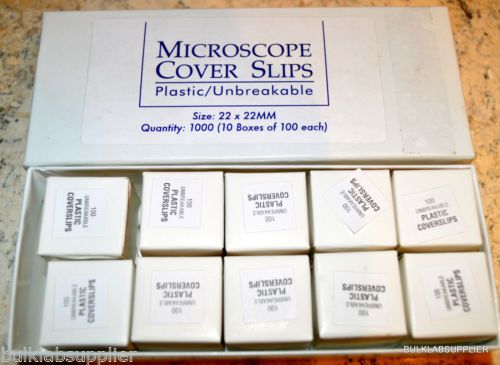 MICROSCOPE
COVER SLIPS
Plastic/Unbreakable
Size: 22 x 22MM
Quantity: 1000 (10 Boxes of 100 each)
100
UNBREAKABLE
PLASTIC
COVERSLIPS
100
UNBREAKABLE
PLASTIC
COVERSLIPS
100
UNBREAKABLE
PLASTIC
COVERSLIPS
100
UNBREAKABLE
PLASTIC
COVERSLIPS
100
UNBREAKABLE
PLASTIC
COVERSLIPS
100
UNBREAKABLE
PLASTIC
COVERSLIPS
100
UNBREAKABLE
PLASTIC
COVERSLIPS
100
UNBREAKABLE
PLASTIC
COVERSLIPS
100
UNBREAKABLE
PLASTIC
COVERSLIPS
100
UNBREAKABLE
PLASTIC
COVERSLIPS
bulklabsupplier
BULKLABSUPPLIER